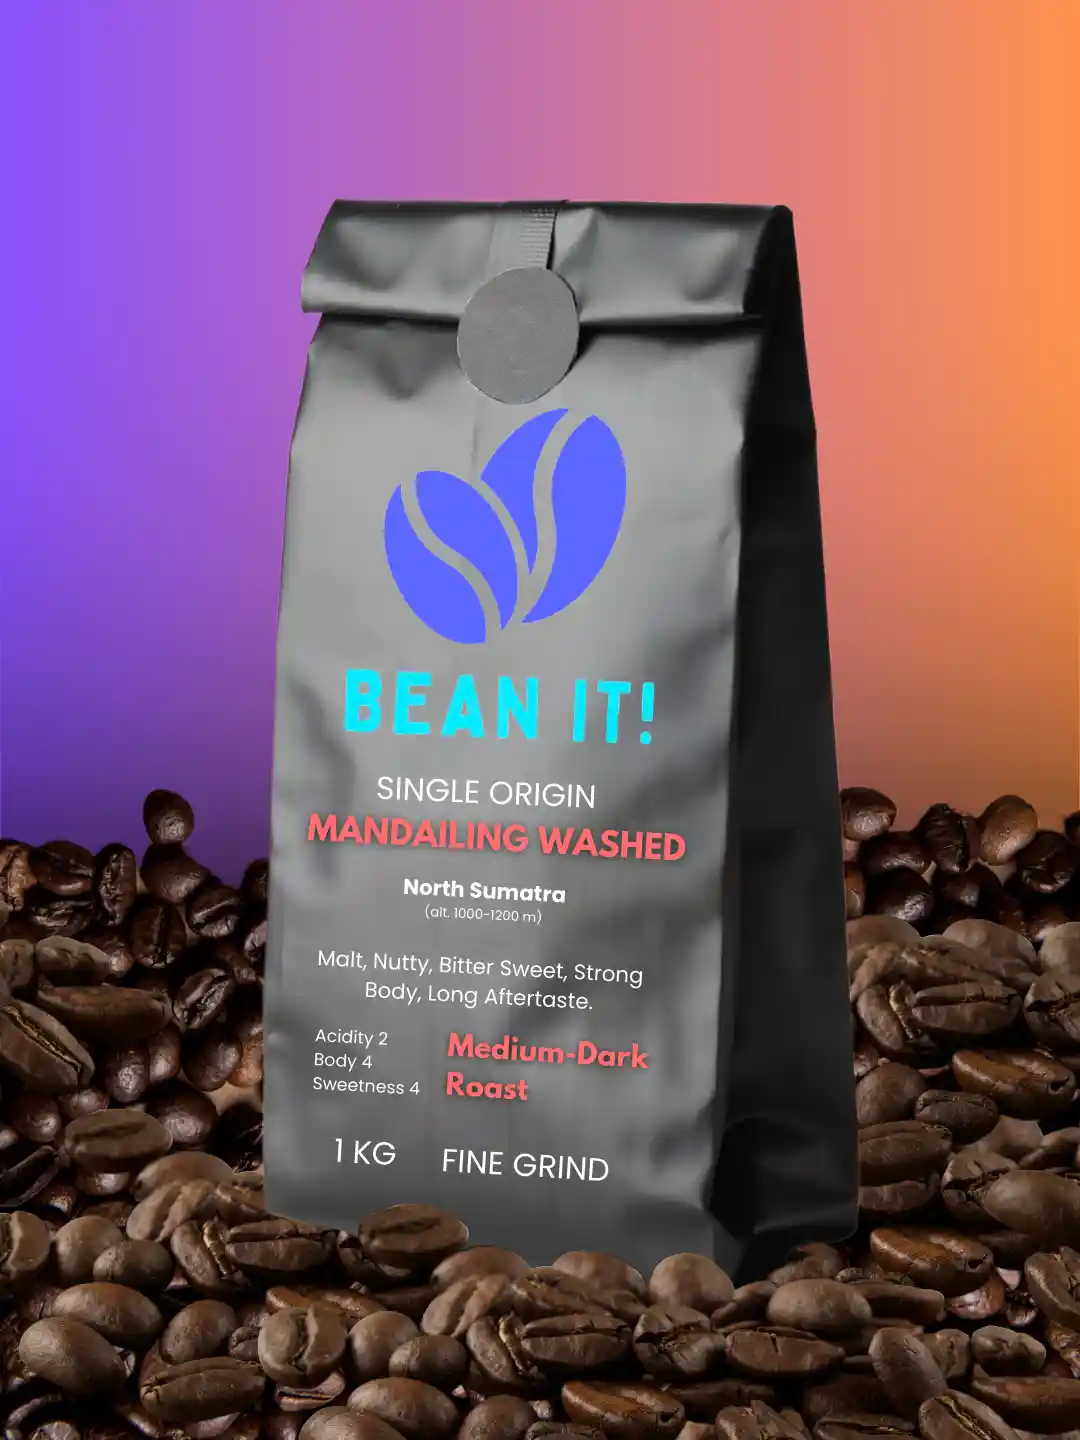 BEAN IT!
SINGLE ORIGIN
MANDAILING WASHED
North Sumatra
(alt. 1000-1200 m)
Malt, Nutty, Bitter Sweet, Strong
Body, Long Aftertaste.
Acidity 2
Body 4
Sweetness 4
Medium-Dark
Roast
1 KG
FINE GRIND